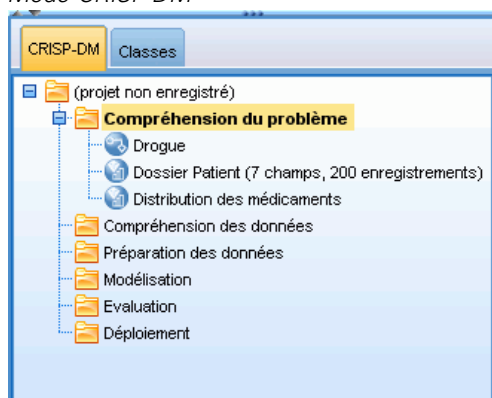 Mode CRISP-DM
CRISP-DM Classes
(projet non enregistré)
Compréhension du problème
Drogue
Dossier Patient (7 champs, 200 enregistrements)
Distribution des médicaments
Compréhension des données
Préparation des données
Modélisation
Evaluation
Déploiement